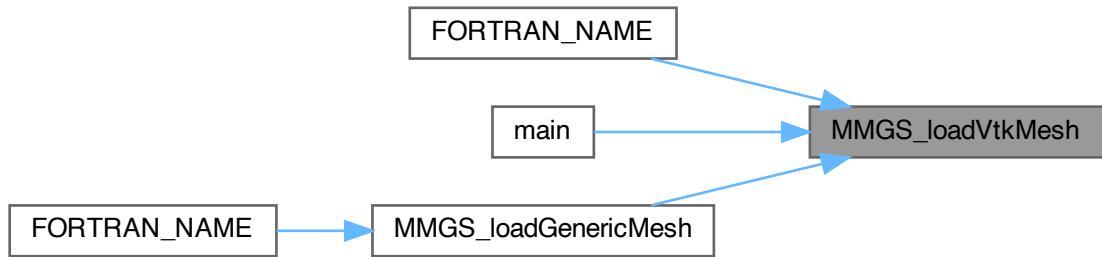 FORTRAN_NAME
main
MMGS_loadVtkMesh
FORTRAN_NAME
MMGS_loadGenericMesh